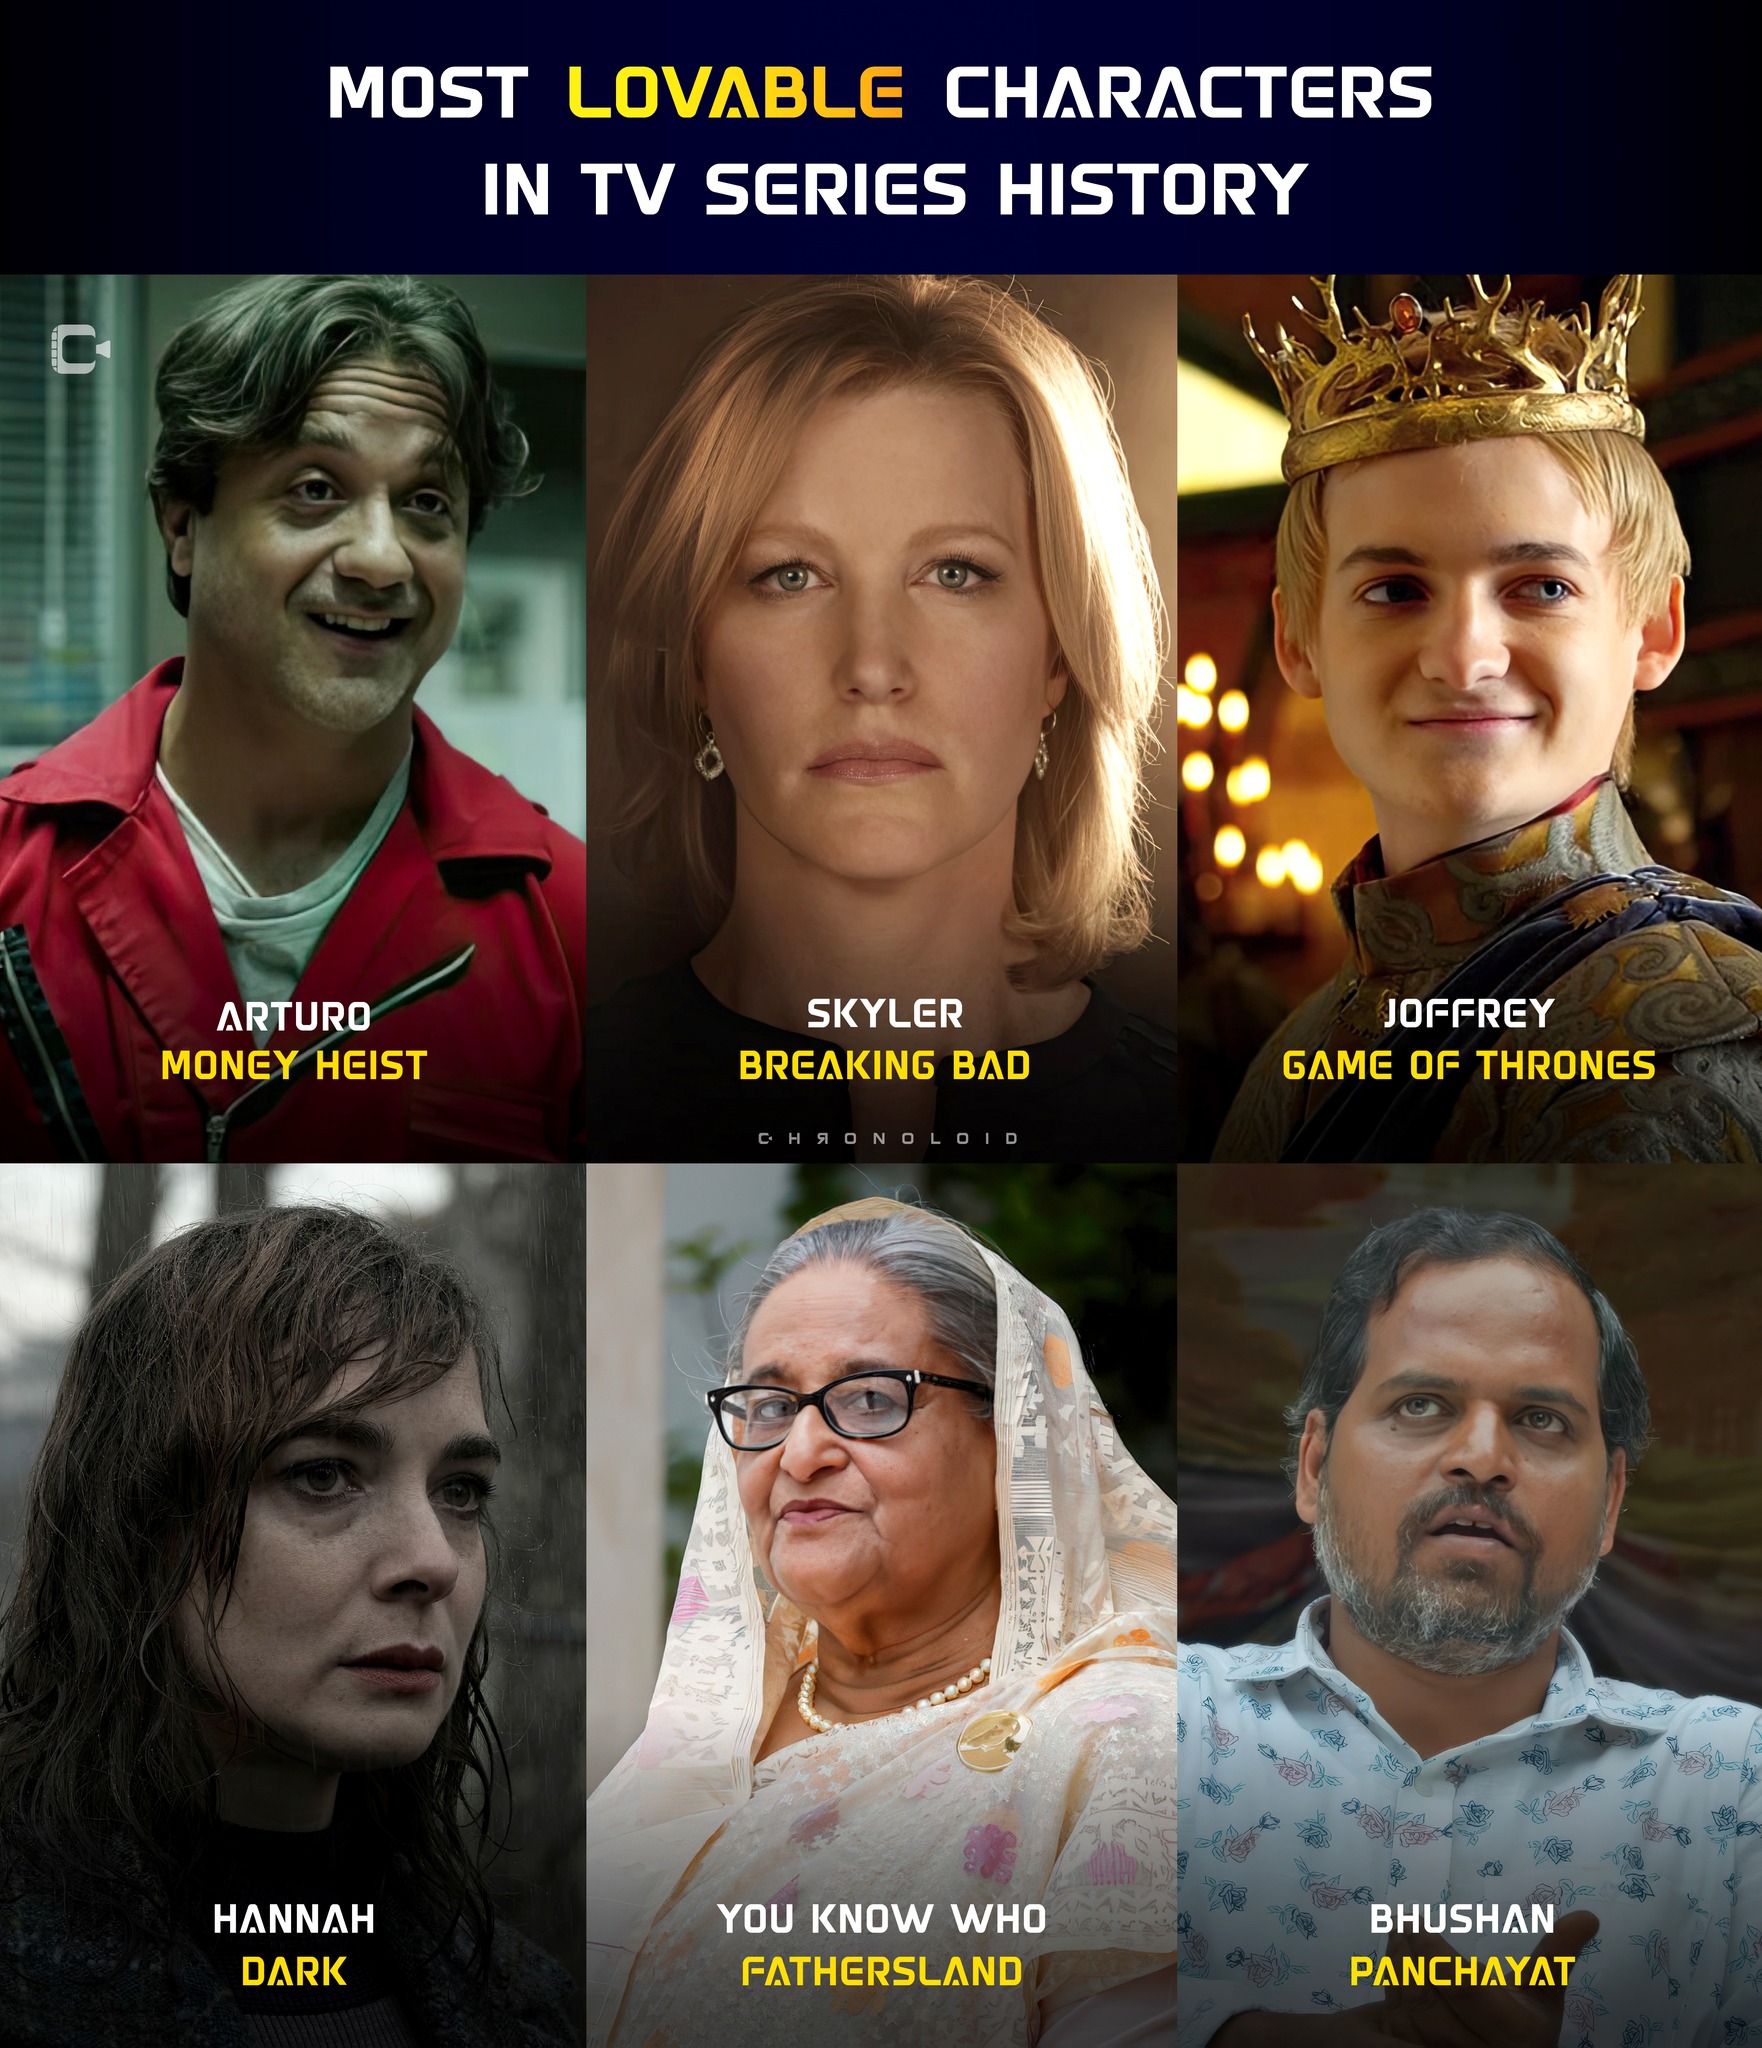 MOST LOVABLE CHARACTERS
IN TV SERIES HISTORY
ARTURO
MONEY HEIST
SKYLER
BREAKING BAD
JOFFREY
GAME OF THRONES
CHRONOLOID
HANNAH
DARK
YOU KNOW WHO
FATHERSLAND
BHUSHAN
PANCHAYAT